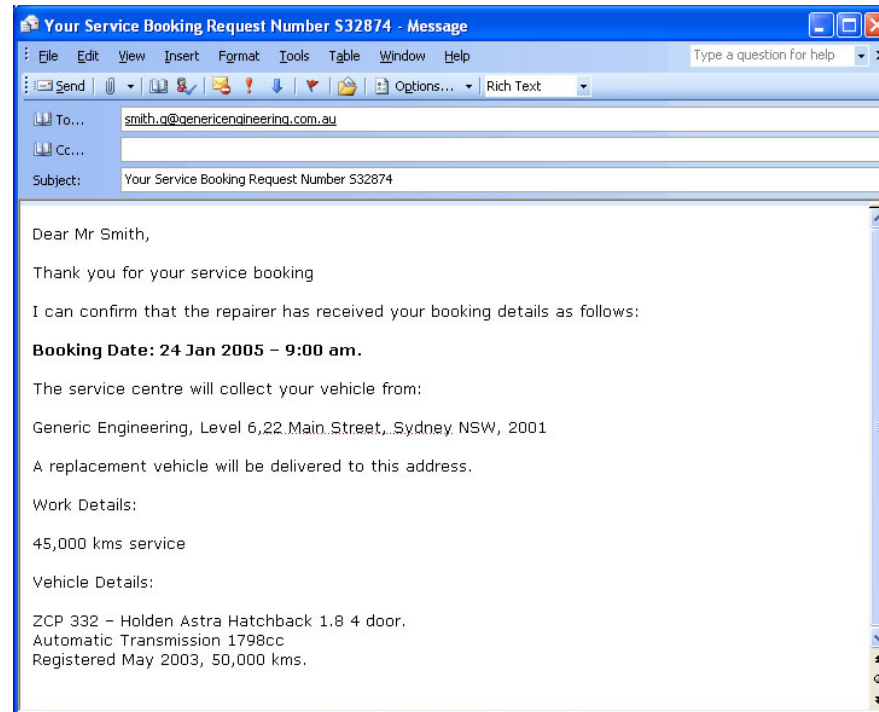 Your Service Booking Request Number S32874 - Message
File Edit View Insert Format Tools Table Window Help Type a question for help
Send Options... Rich Text
To... smith.g@genericengineering.com.au
Cc...
Subject: Your Service Booking Request Number S32874
Dear Mr Smith,
Thank you for your service booking
I can confirm that the repairer has received your booking details as follows:
Booking Date: 24 Jan 2005 – 9:00 am.
The service centre will collect your vehicle from:
Generic Engineering, Level 6,22 Main Street, Sydney NSW, 2001
A replacement vehicle will be delivered to this address.
Work Details:
45,000 kms service
Vehicle Details:
ZCP 332 – Holden Astra Hatchback 1.8 4 door.
Automatic Transmission 1798cc
Registered May 2003, 50,000 kms.